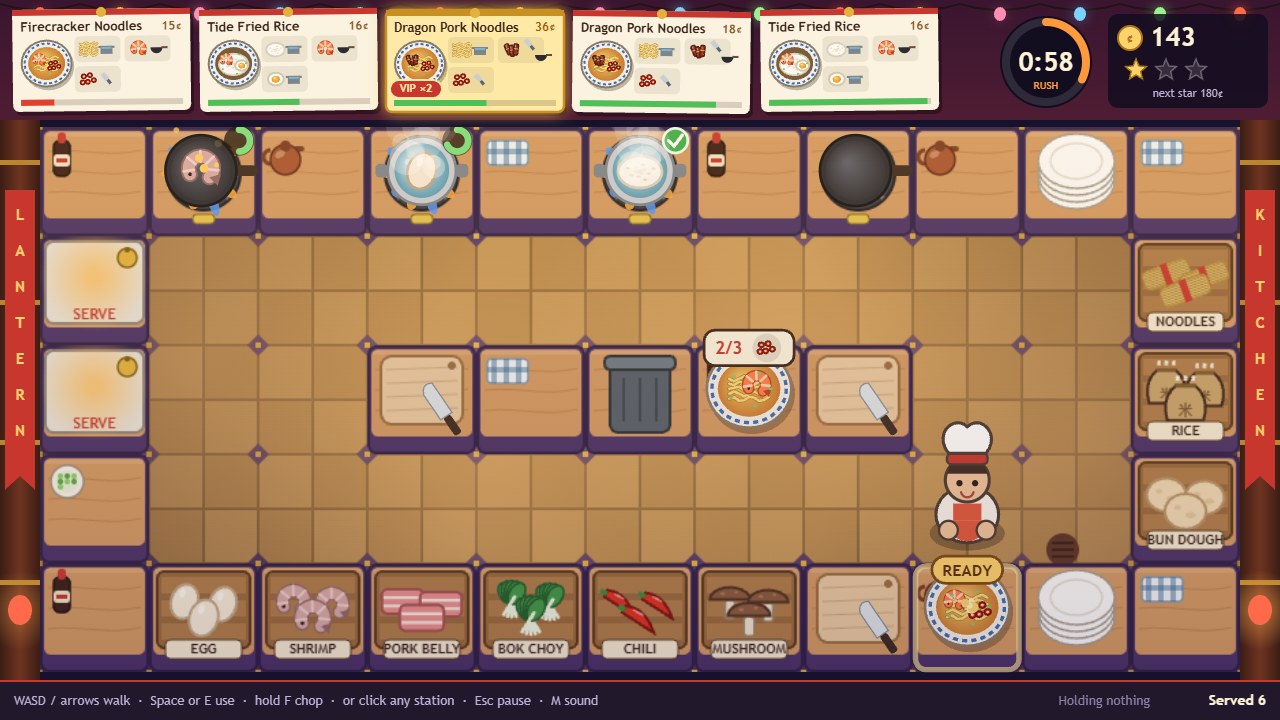 Firecracker Noodles 15¢
Tide Fried Rice 16¢
Dragon Pork Noodles 36¢
VIP ×2
Dragon Pork Noodles 18¢
Tide Fried Rice 16¢
0:58
RUSH
¢ 143
next star 180¢
LANTERN
KITCHEN
SERVE
SERVE
NOODLES
RICE
米
BUN DOUGH
2/3
READY
EGG
SHRIMP
PORK BELLY
BOK CHOY
CHILI
MUSHROOM
WASD / arrows walk · Space or E use · hold F chop · or click any station · Esc pause · M sound
Holding nothing
Served 6